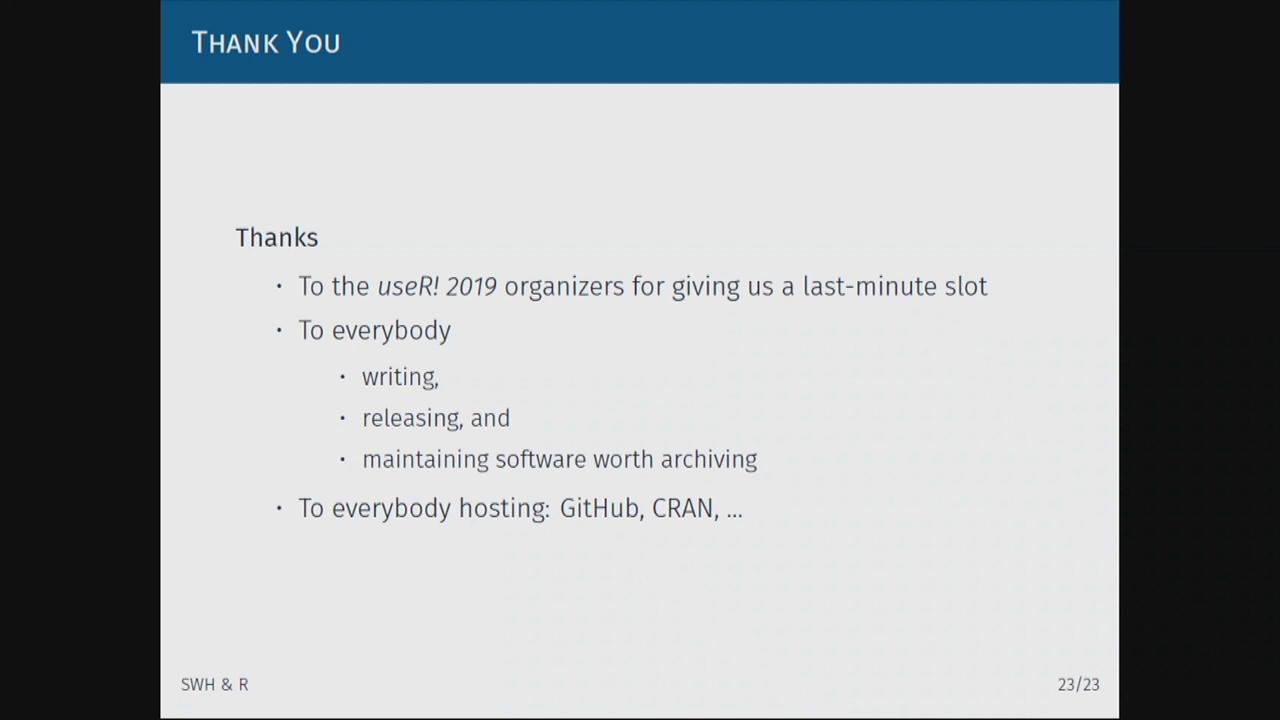 Thank You
Thanks
· To the useR! 2019 organizers for giving us a last-minute slot
· To everybody
· writing,
· releasing, and
· maintaining software worth archiving
· To everybody hosting: GitHub, CRAN, ...
SWH & R
23/23